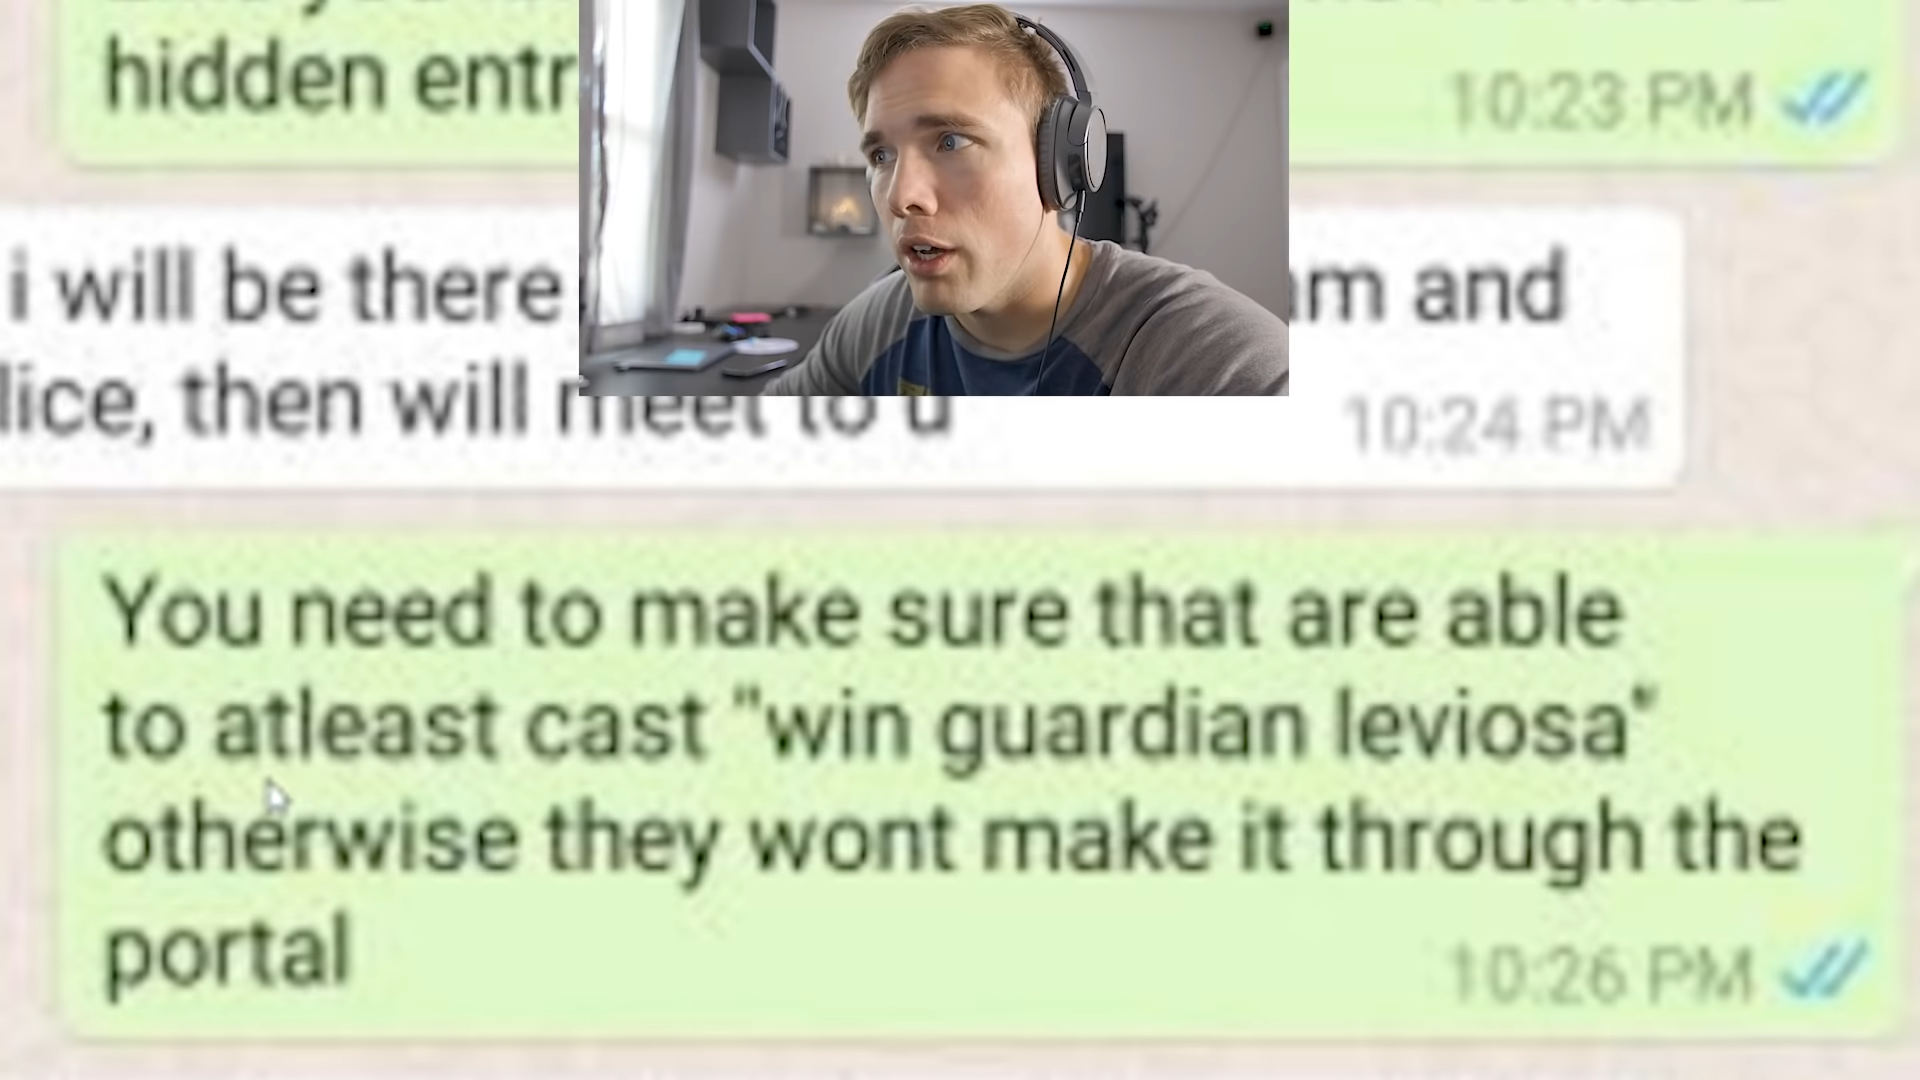 hidden
10:23 PM
i will be there and
then will meet to u
10:24 PM
You need to make sure that are able
to atleast cast "win guardian leviosa"
otherwise they wont make it through the
portal
10:26 PM